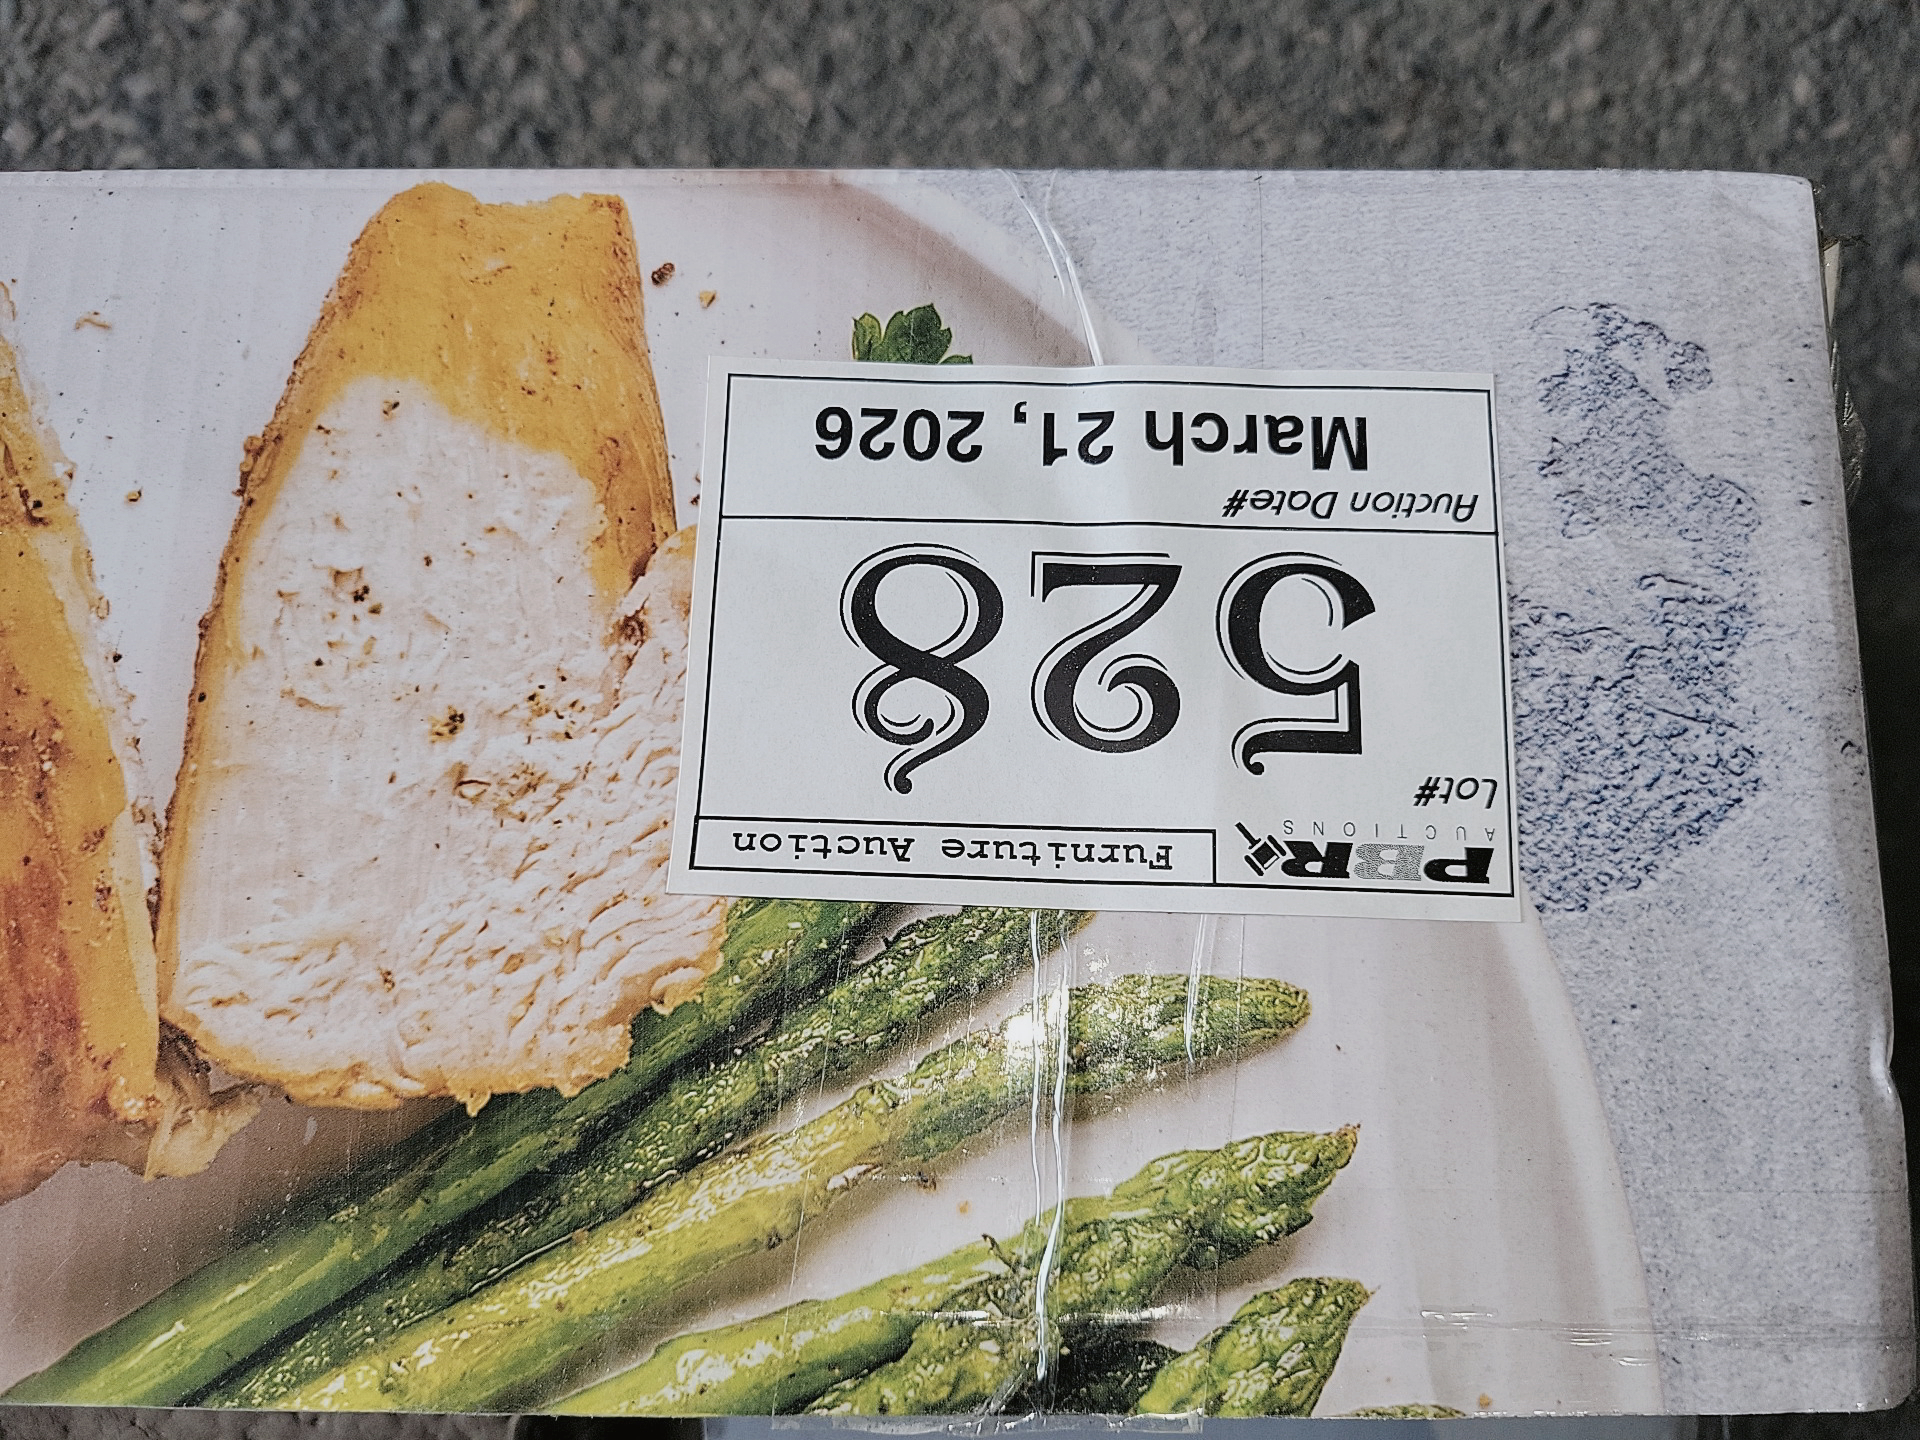 PBR
AUCTIONS
Furniture Auction
Lot#
528
Auction Date#
March 21, 2026